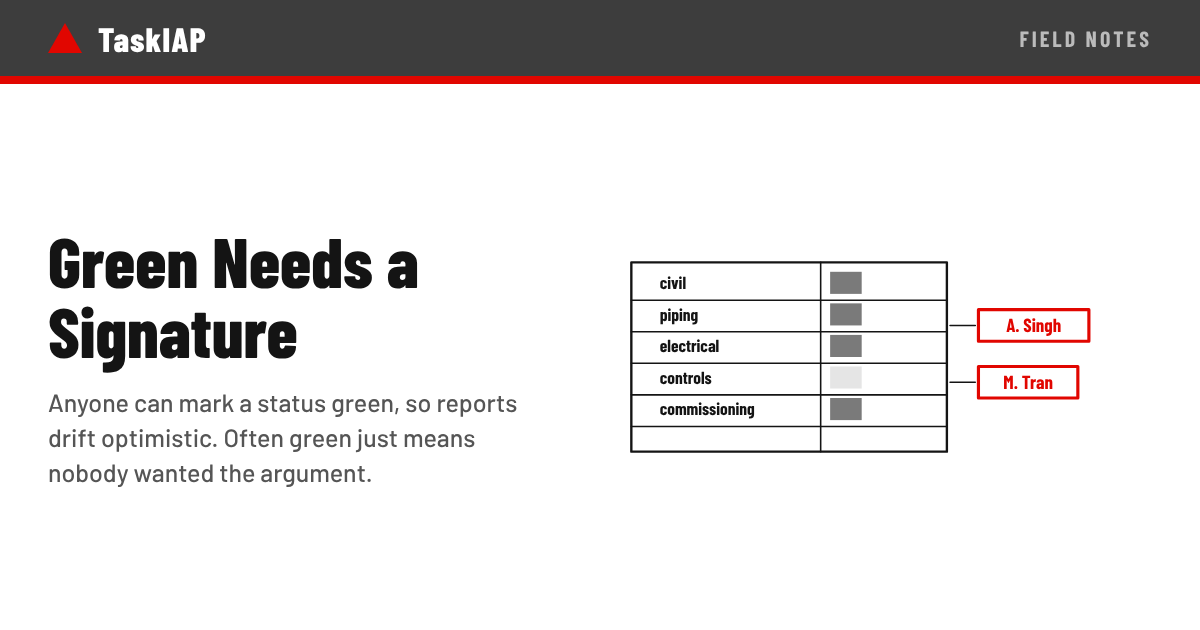 TaskIAP
FIELD NOTES
Green Needs a
Signature
Anyone can mark a status green, so reports
drift optimistic. Often green just means
nobody wanted the argument.
civil
piping
electrical
controls
commissioning
A. Singh
M. Tran